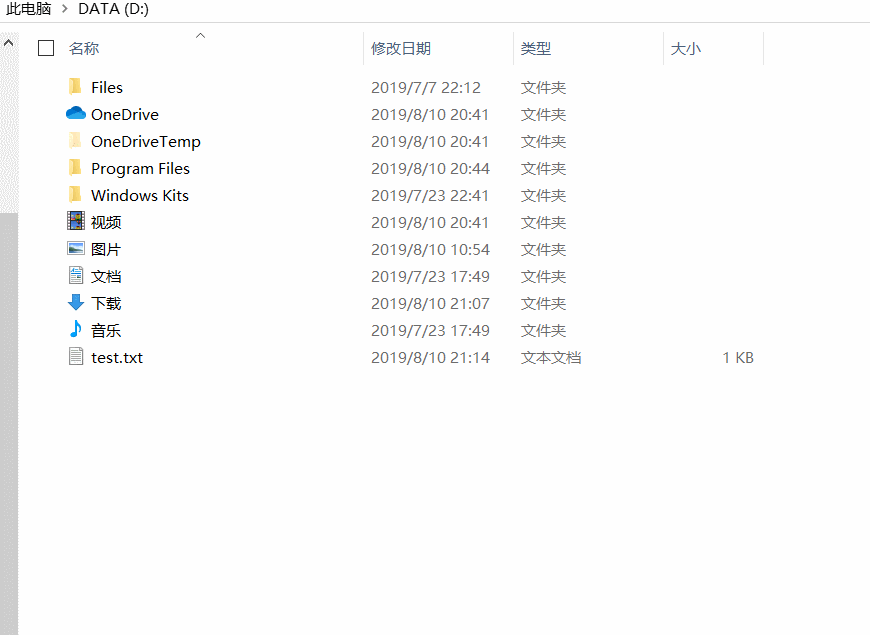 此电脑 > DATA (D:)
名称 修改日期 类型 大小
Files 2019/7/7 22:12 文件夹
OneDrive 2019/8/10 20:41 文件夹
OneDriveTemp 2019/8/10 20:41 文件夹
Program Files 2019/8/10 20:44 文件夹
Windows Kits 2019/7/23 22:41 文件夹
视频 2019/8/10 20:41 文件夹
图片 2019/8/10 10:54 文件夹
文档 2019/7/23 17:49 文件夹
下载 2019/8/10 21:07 文件夹
音乐 2019/7/23 17:49 文件夹
test.txt 2019/8/10 21:14 文本文档 1 KB